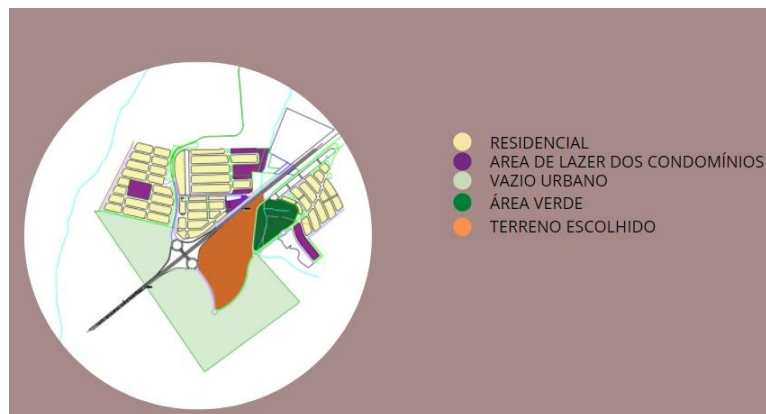 RESIDENCIAL
AREA DE LAZER DOS CONDOMÍNIOS
VAZIO URBANO
ÁREA VERDE
TERRENO ESCOLHIDO